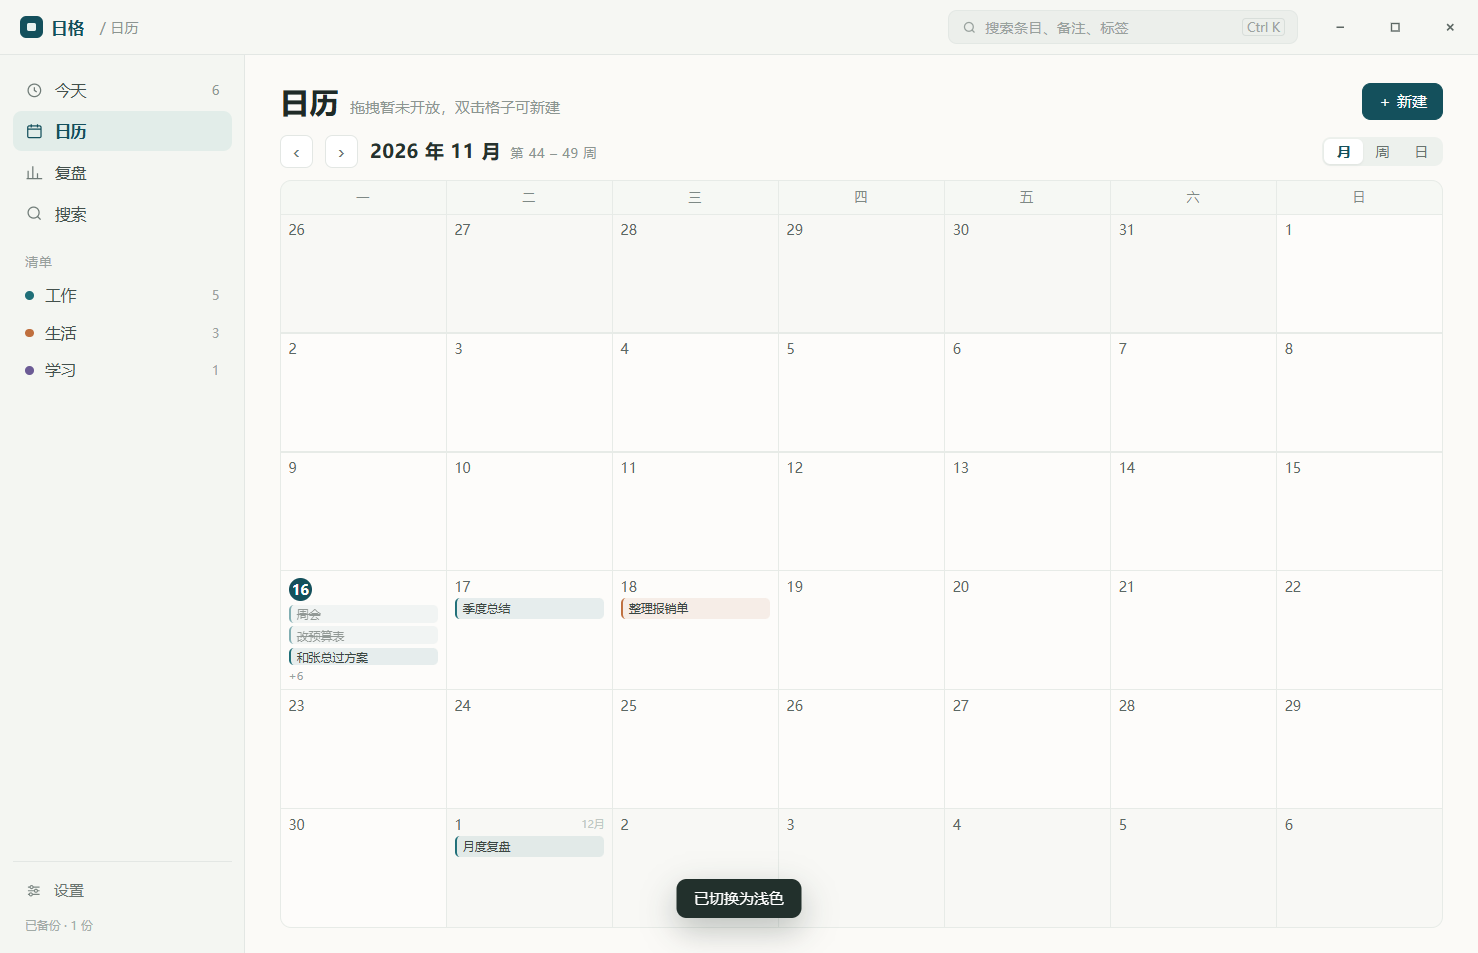 日格 / 日历
搜索条目、备注、标签 Ctrl K
今天 6
日历
复盘
搜索
清单
工作 5
生活 3
学习 1
设置
已备份 · 1 份
日历 拖拽暂未开放，双击格子可新建
+ 新建
‹ › 2026 年 11 月 第 44 – 49 周
月 周 日
一 二 三 四 五 六 日
26 27 28 29 30 31 1
2 3 4 5 6 7 8
9 10 11 12 13 14 15
16 17 18 19 20 21 22
周会 季度总结 整理报销单
改预算表
和张总过方案
+6
23 24 25 26 27 28 29
30 1 12月 2 3 4 5 6
月度复盘
已切换为浅色